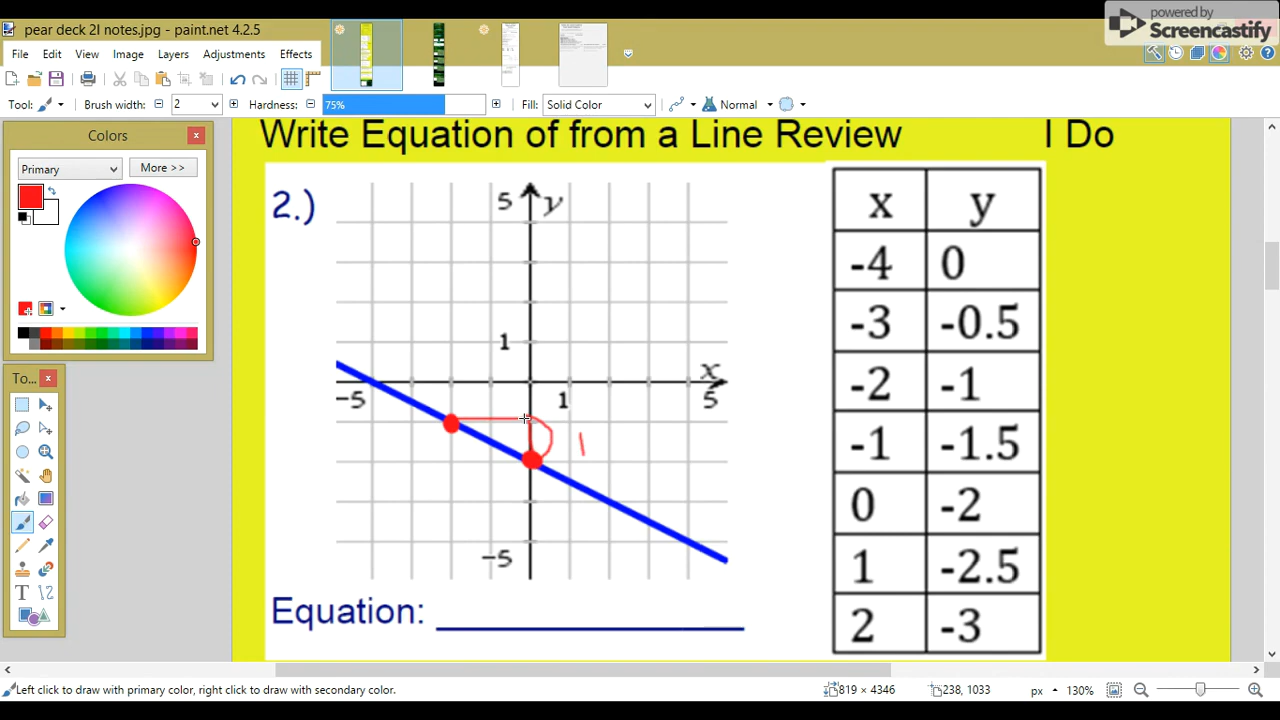 powered by
Screencastify
pear deck 2I notes.jpg - paint.net 4.2.5
File Edit View Image Layers Adjustments Effects
Tool: Brush width: 2 Hardness: 75% Fill: Solid Color Normal
Colors
Primary More >>
To...
Write Equation of from a Line Review I Do
2.)
5 y
1
x
-5 1 5
-5
1
Equation:
x y
-4 0
-3 -0.5
-2 -1
-1 -1.5
0 -2
1 -2.5
2 -3
Left click to draw with primary color, right click to draw with secondary color.
819 × 4346 238, 1033 px 130%